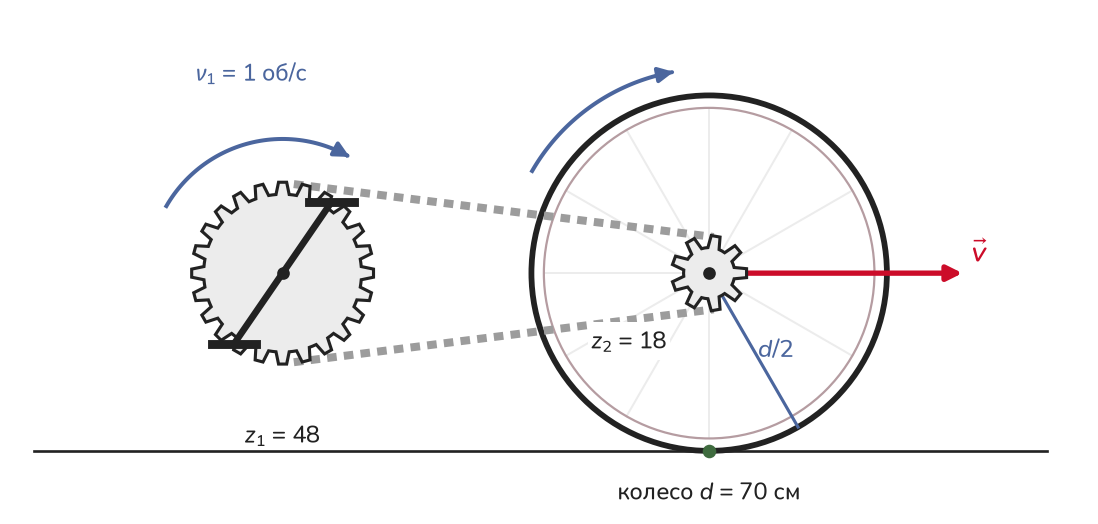 ν₁ = 1 об/с
v⃗
z₂ = 18
d/2
z₁ = 48
колесо d = 70 см